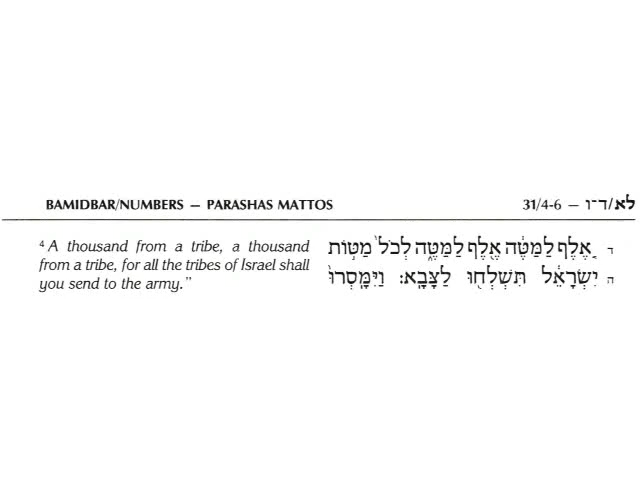 BAMIDBAR/NUMBERS — PARASHAS MATTOS 31/4-6 — לא/ד־ו
⁴ A thousand from a tribe, a thousand
from a tribe, for all the tribes of Israel shall
you send to the army."
ד אֶ֚לֶף לַמַּטֶּ֔ה אֶ֖לֶף לַמַּטֶּ֑ה לְכֹל֙ מַטּ֣וֹת
ה יִשְׂרָאֵ֔ל תִּשְׁלְח֖וּ לַצָּבָֽא׃ וַיִּמָּֽסְרוּ֙